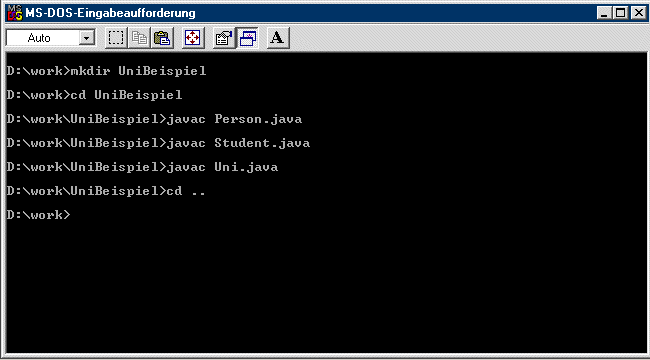 MS-DOS-Eingabeaufforderung
Auto
A
D:\work>mkdir UniBeispiel
D:\work>cd UniBeispiel
D:\work\UniBeispiel>javac Person.java
D:\work\UniBeispiel>javac Student.java
D:\work\UniBeispiel>javac Uni.java
D:\work\UniBeispiel>cd ..
D:\work>